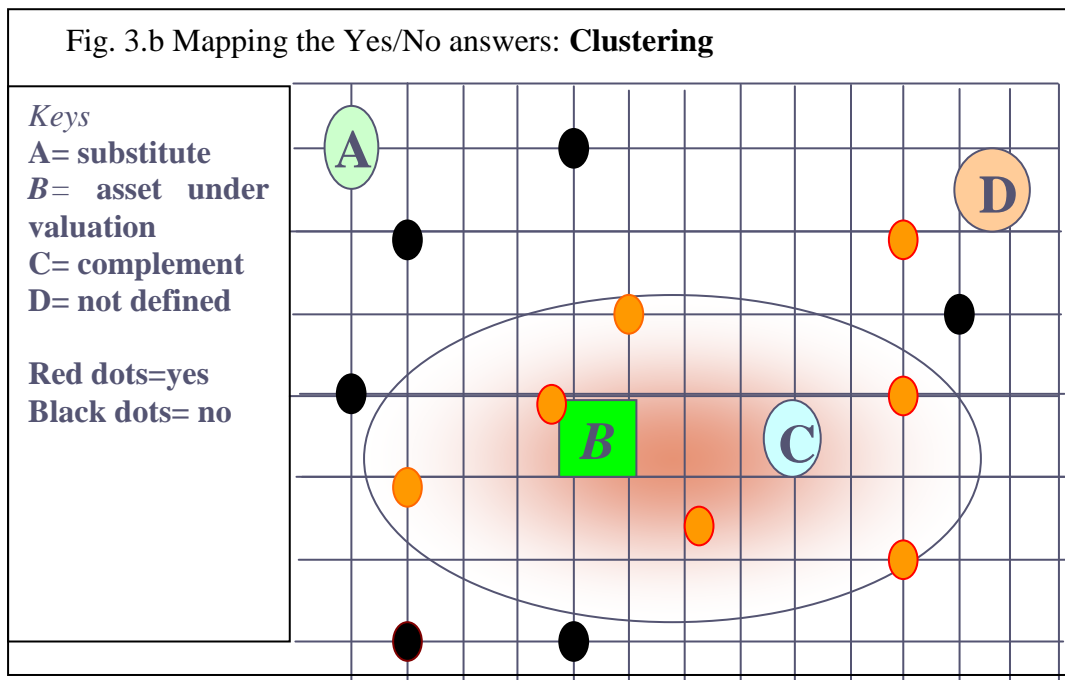 Fig. 3.b Mapping the Yes/No answers: Clustering
Keys
A= substitute
B= asset under
valuation
C= complement
D= not defined
Red dots=yes
Black dots= no
A
D
B
C